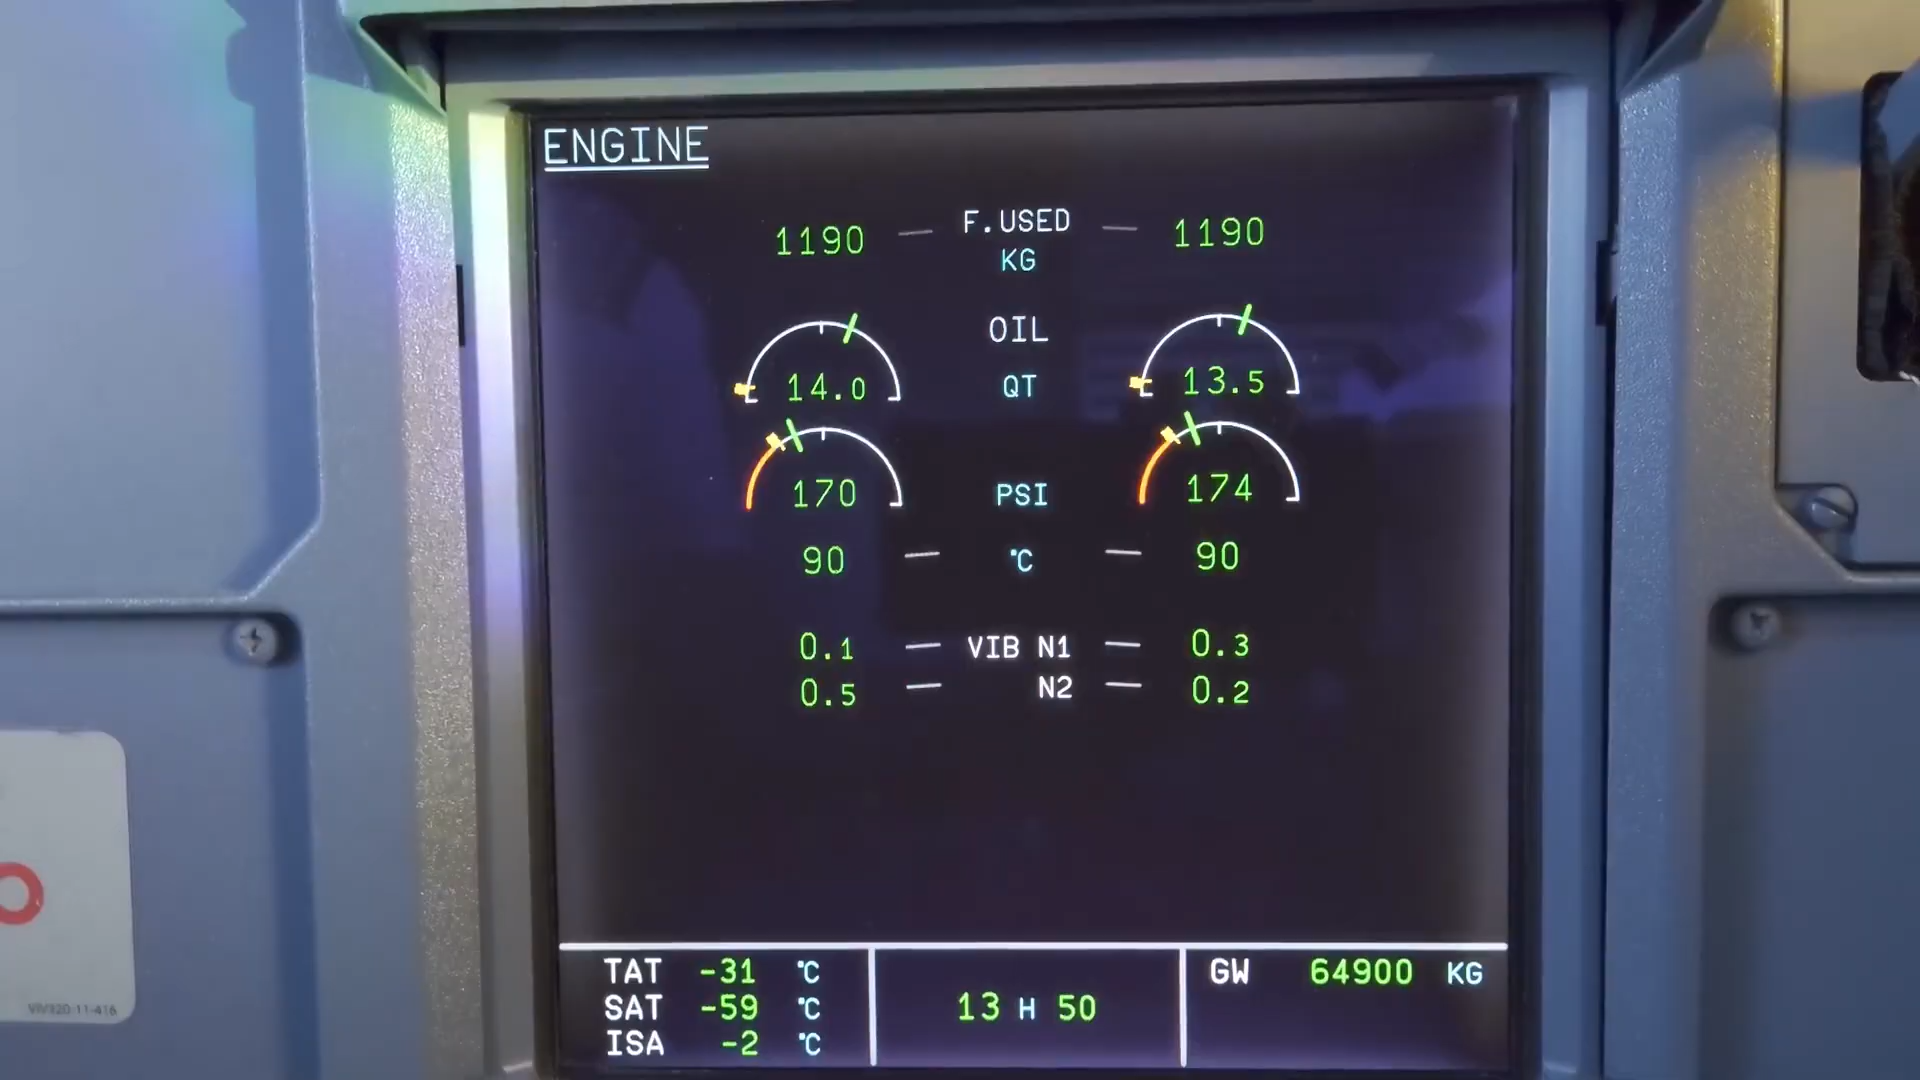 ENGINE
1190 — F.USED — 1190
KG
OIL
14.0 QT 13.5
170 PSI 174
90 — °C — 90
0.1 — VIB N1 — 0.3
0.5 — N2 — 0.2
TAT -31 °C
SAT -59 °C
ISA -2 °C
13 H 50
GW 64900 KG